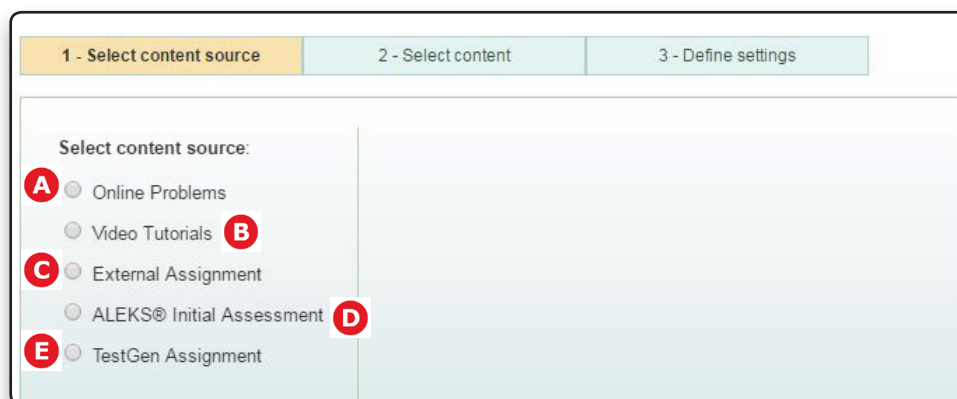 1 - Select content source 2 - Select content 3 - Define settings
Select content source:
A Online Problems
Video Tutorials B
C External Assignment
ALEKS® Initial Assessment D
E TestGen Assignment